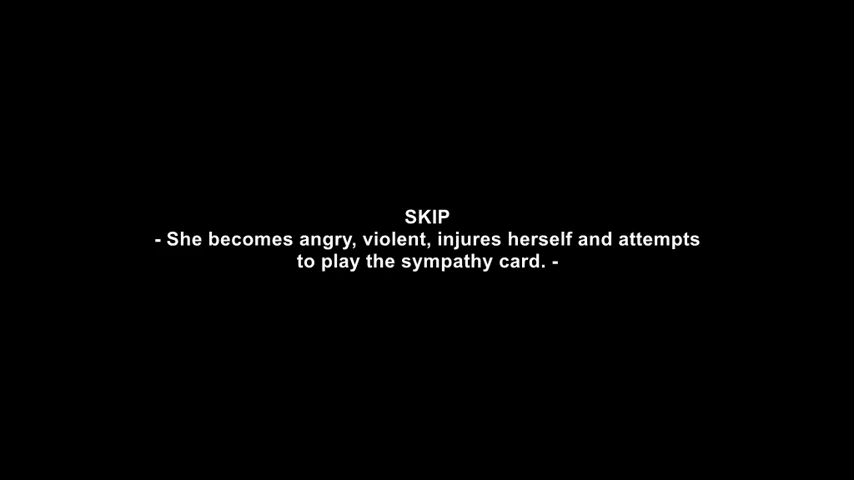 SKIP
- She becomes angry, violent, injures herself and attempts
to play the sympathy card. -